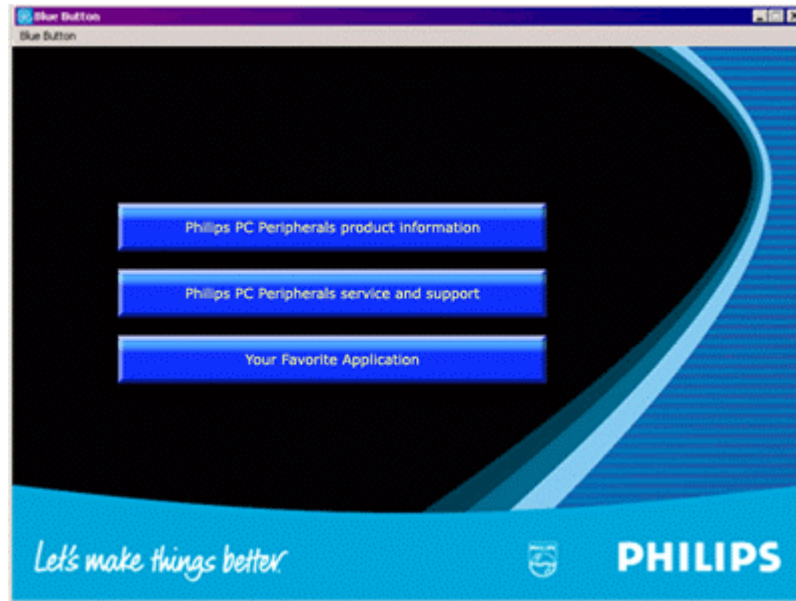 Blue Button
Blue Button
Philips PC Peripherals product information
Philips PC Peripherals service and support
Your Favorite Application
Let's make things better.
PHILIPS
PHILIPS